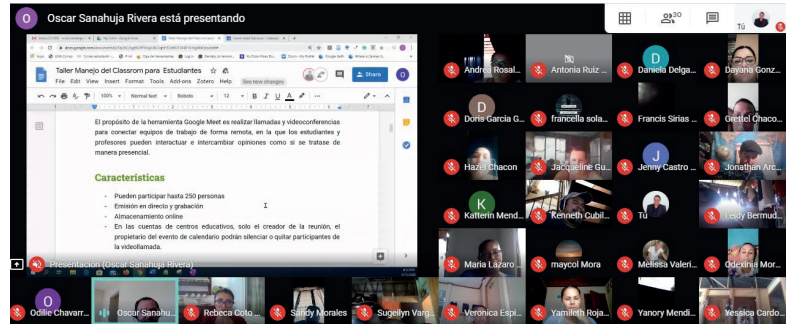 O Oscar Sanahuja Rivera está presentando
30
Tú
Taller Manejo del Classrom para Estudiantes
File Edit View Insert Format Tools Add-ons Zotero Help See new changes
Share
O
100% Normal text Roboto 12 B I U A
El propósito de la herramienta Google Meet es realizar llamadas y videoconferencias
para conectar equipos de trabajo de forma remota, en la que los estudiantes y
profesores pueden interactuar e intercambiar opiniones como si se tratase de
manera presencial.
Características
- Pueden participar hasta 250 personas
- Emisión en directo y grabación
- Almacenamiento online
- En las cuentas de centros educativos, solo el creador de la reunión, el
propietario del evento de calendario podrán silenciar o quitar participantes de
la videollamada.
Presentación (Oscar Sanahuja Rivera)
Andrea Rosal... Antonia Ruiz ... D Daniela Delga... Dayana Gonz...
D Doris Garcia G... francella sola... Francis Sirias ... Grettel Chaco...
Hazel Chacon Jacqueline Gu... J Jenny Castro ... Jonathan Arc...
K Katterin Mend... Kenneth Cubil... Tú Leidy Bermud...
Maria Lazaro ... maycol Mora Melissa Valeri... Odexinia Mor...
O Odilie Chavarr... Oscar Sanahu... Rebeca Coto ... Sandy Morales Sugeilyn Varg... Veronica Espi... Yamileth Roja... Yanory Mendi... Yessica Cardo...